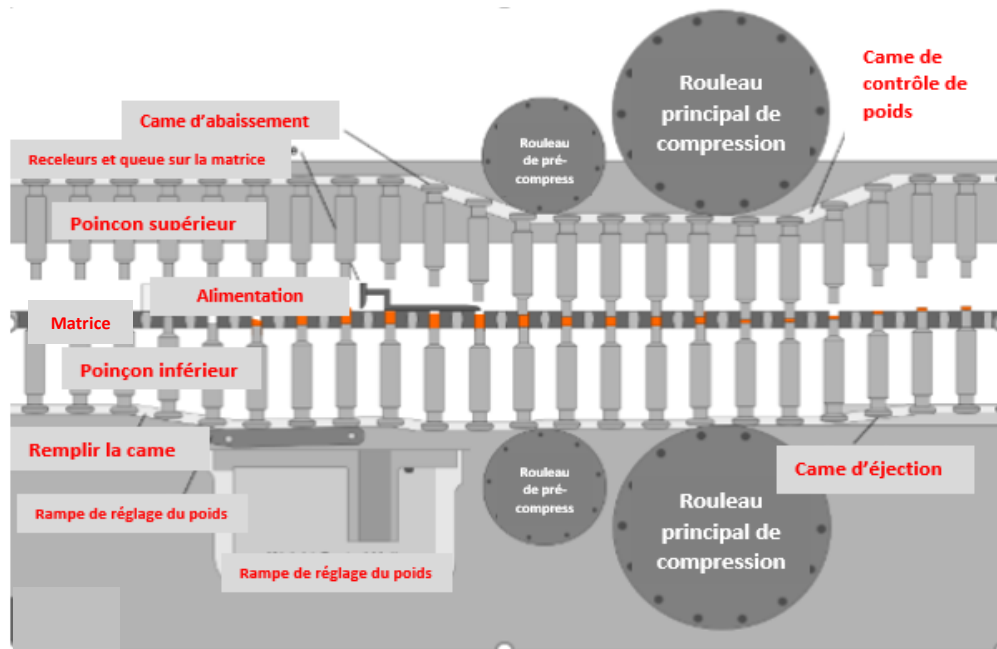 Came d'abaissement
Receleurs et queue sur la matrice
Poinçon supérieur
Alimentation
Matrice
Poinçon inférieur
Remplir la came
Rampe de réglage du poids
Rampe de réglage du poids
Rouleau
de pré-
compress
Rouleau
principal de
compression
Came de
contrôle de
poids
Rouleau
de pré-
compress
Rouleau
principal de
compression
Came d'éjection